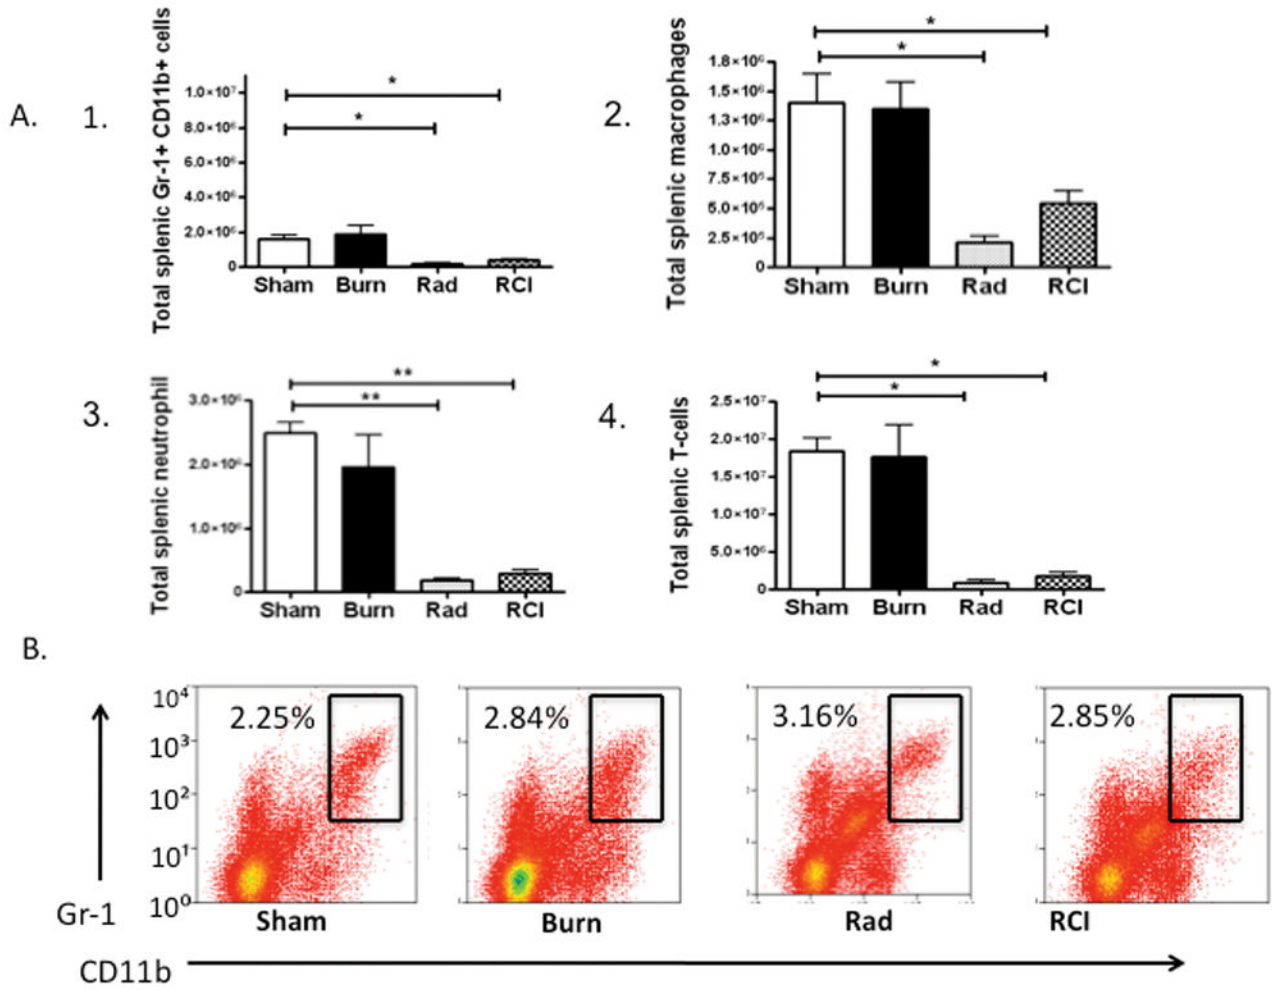 A.
1.
Total splenic Gr-1+ CD11b+ cells
1.0×10⁷
8.0×10⁶
6.0×10⁶
4.0×10⁶
2.0×10⁶
0
*
*
Sham Burn Rad RCI
2.
Total splenic macrophages
1.8×10⁶
1.5×10⁶
1.3×10⁶
1.0×10⁶
7.5×10⁵
5.0×10⁵
2.5×10⁵
0
*
*
Sham Burn Rad RCI
3.
Total splenic neutrophil
3.0×10⁶
2.0×10⁶
1.0×10⁶
0
**
**
Sham Burn Rad RCI
4.
Total splenic T-cells
2.5×10⁷
2.0×10⁷
1.5×10⁷
1.0×10⁷
5.0×10⁶
0
*
*
Sham Burn Rad RCI
B.
10⁴
10³
10²
10¹
10⁰
2.25% 2.84% 3.16% 2.85%
Gr-1
Sham Burn Rad RCI
CD11b